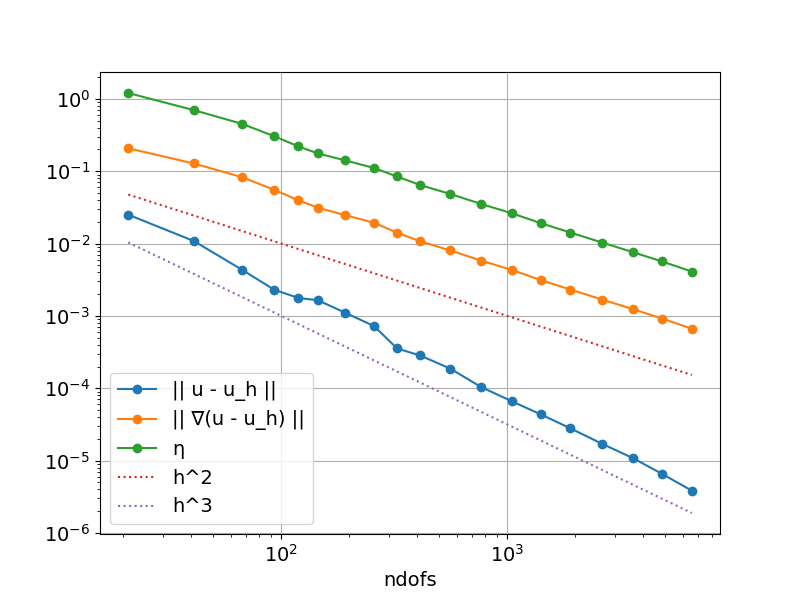 10^0
10^-1
10^-2
10^-3
10^-4
10^-5
10^-6
|| u - u_h ||
|| ∇(u - u_h) ||
η
h^2
h^3
10^2
10^3
ndofs